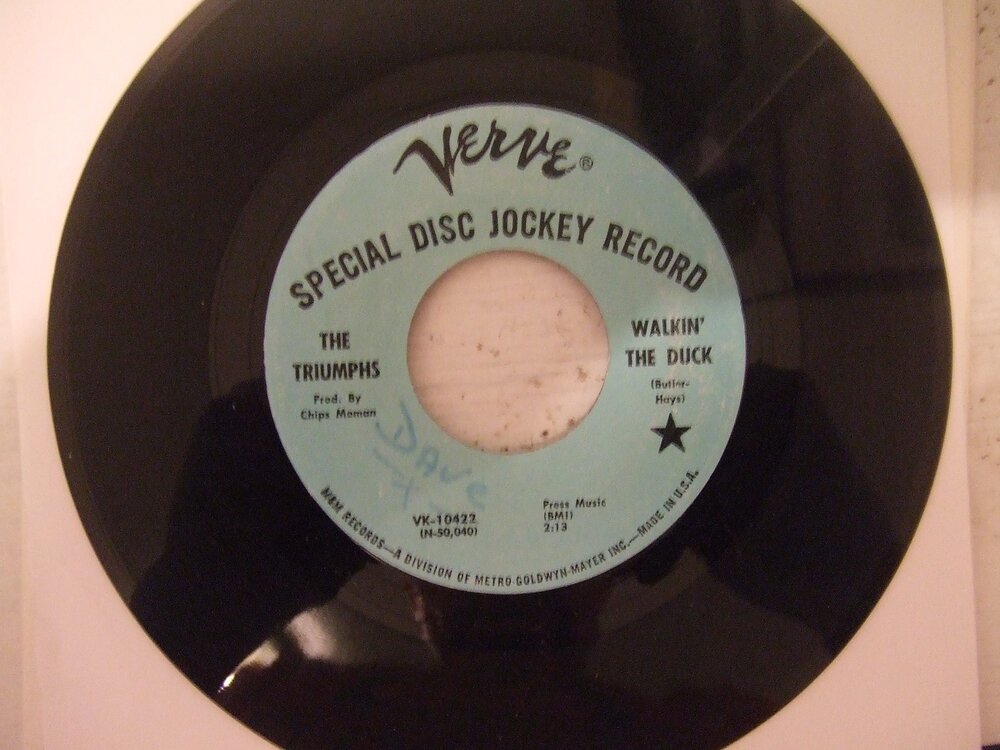 VERVE®
SPECIAL DISC JOCKEY RECORD
THE
TRIUMPHS
Prod. By
Chips Moman
WALKIN'
THE DUCK
(Butler-
Hays)
DAVE
VK-10422
(N-50,040)
Press Music
(BMI)
2:13
M&M RECORDS—A DIVISION OF METRO-GOLDWYN-MAYER INC.—MADE IN U.S.A.